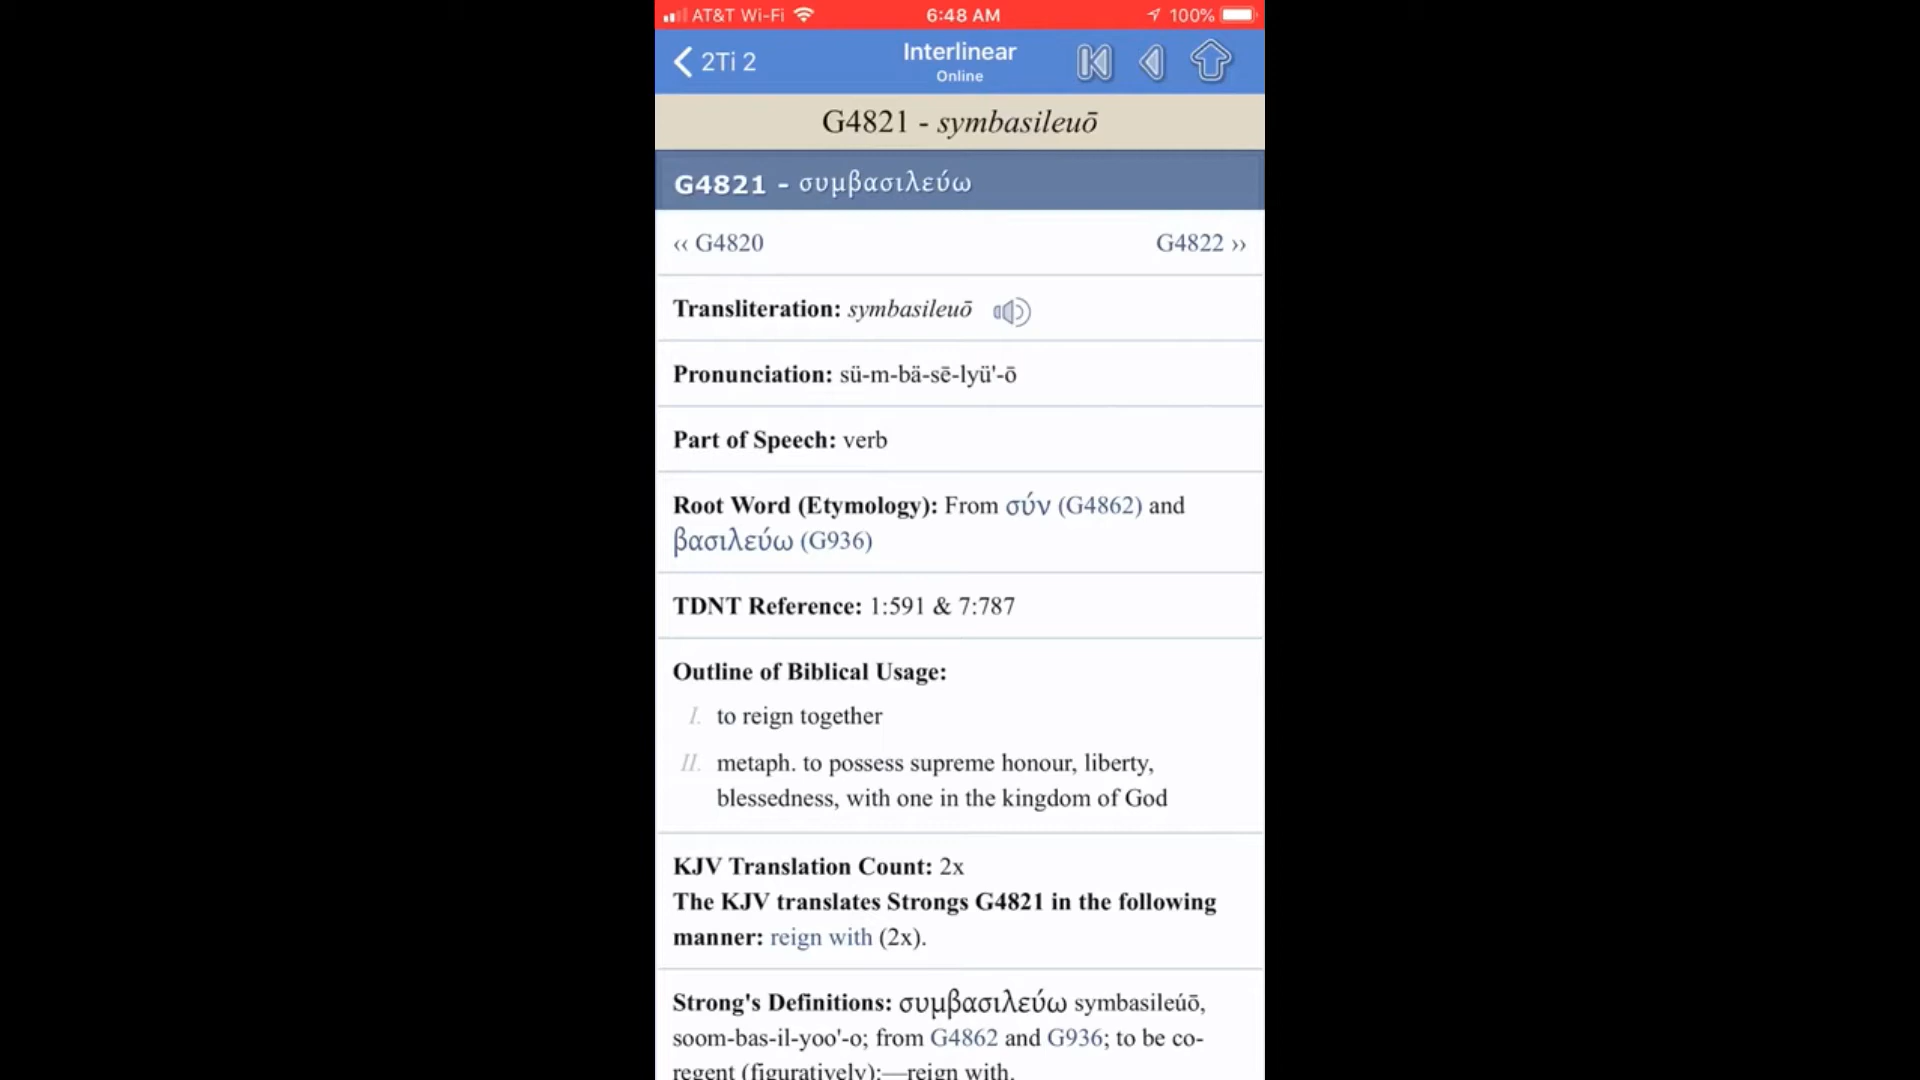 AT&T Wi-Fi 6:48 AM 100%
2Ti 2 Interlinear
Online
G4821 - symbasileuō
G4821 - συμβασιλεύω
‹‹ G4820 G4822 ››
Transliteration: symbasileuō
Pronunciation: sü-m-bä-sē-lyü'-ō
Part of Speech: verb
Root Word (Etymology): From σύν (G4862) and
βασιλεύω (G936)
TDNT Reference: 1:591 & 7:787
Outline of Biblical Usage:
I. to reign together
II. metaph. to possess supreme honour, liberty,
blessedness, with one in the kingdom of God
KJV Translation Count: 2x
The KJV translates Strongs G4821 in the following
manner: reign with (2x).
Strong's Definitions: συμβασιλεύω symbasileúō,
soom-bas-il-yoo'-o; from G4862 and G936; to be co-
regent (figuratively):—reign with.